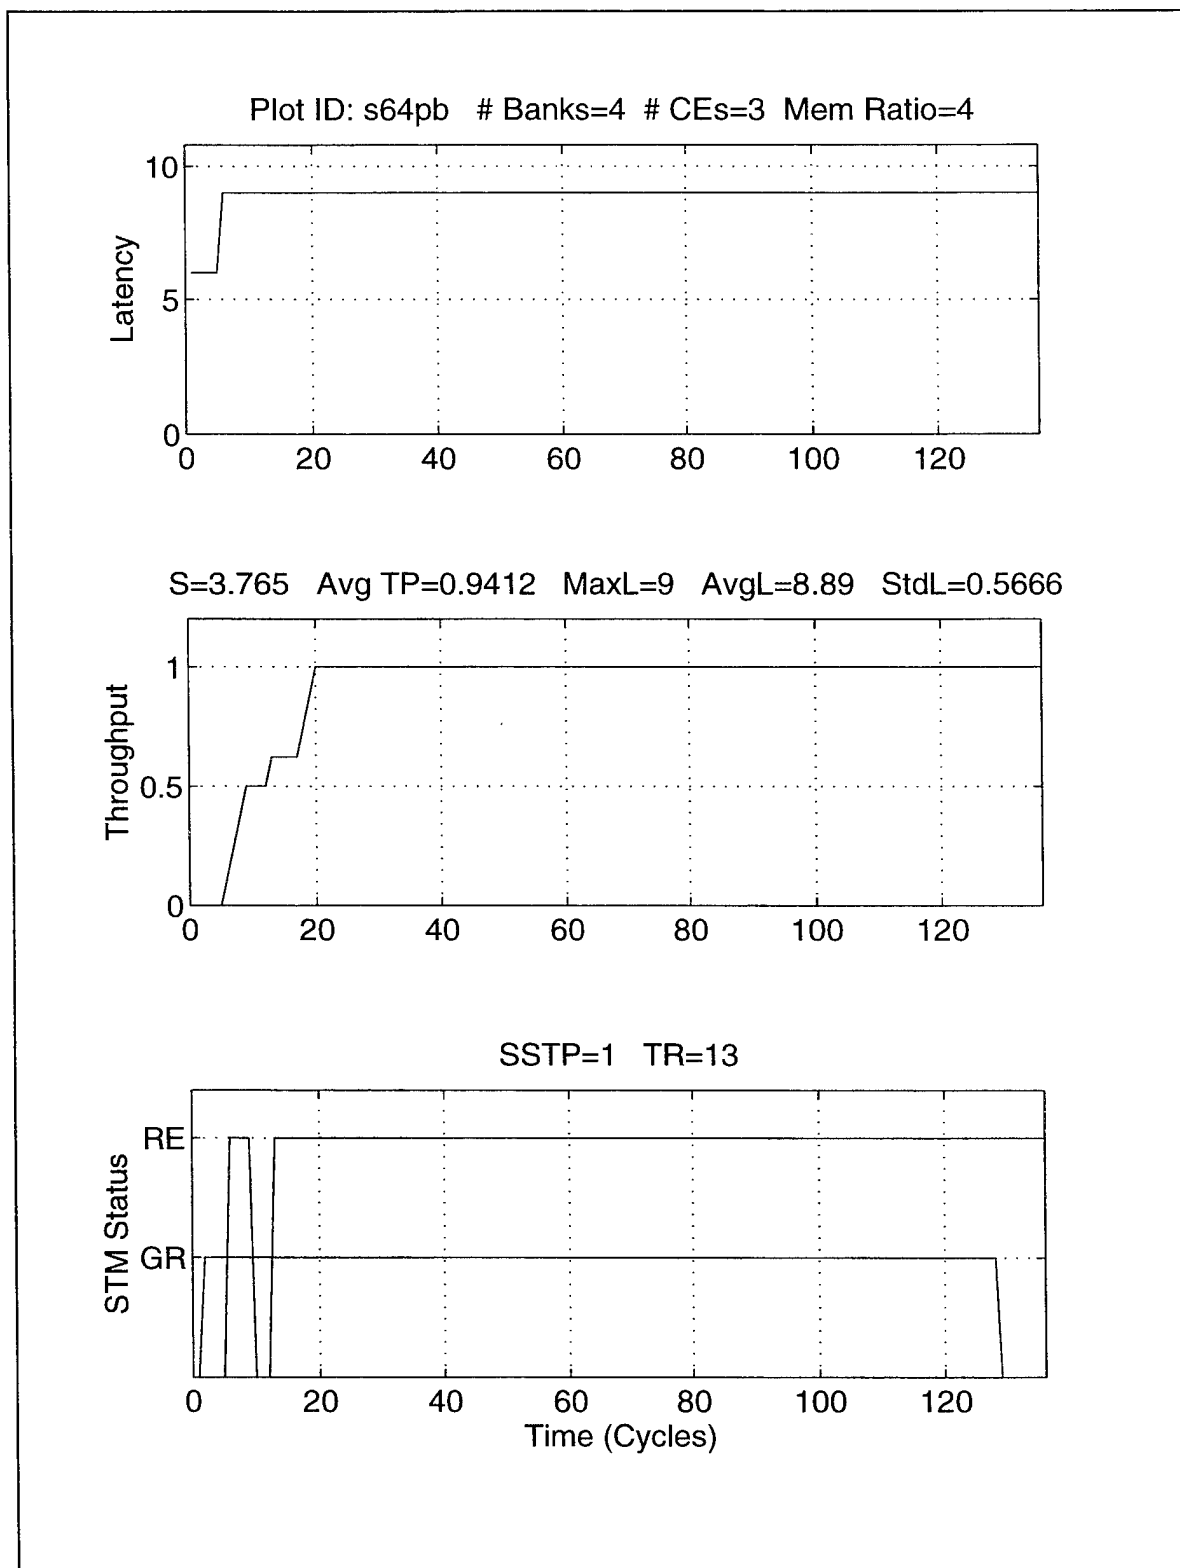 Plot ID: s64pb # Banks=4 # CEs=3 Mem Ratio=4
10
5
0
Latency
0 20 40 60 80 100 120
S=3.765 Avg TP=0.9412 MaxL=9 AvgL=8.89 StdL=0.5666
1
0.5
0
Throughput
0 20 40 60 80 100 120
SSTP=1 TR=13
RE
GR
STM Status
0 20 40 60 80 100 120
Time (Cycles)